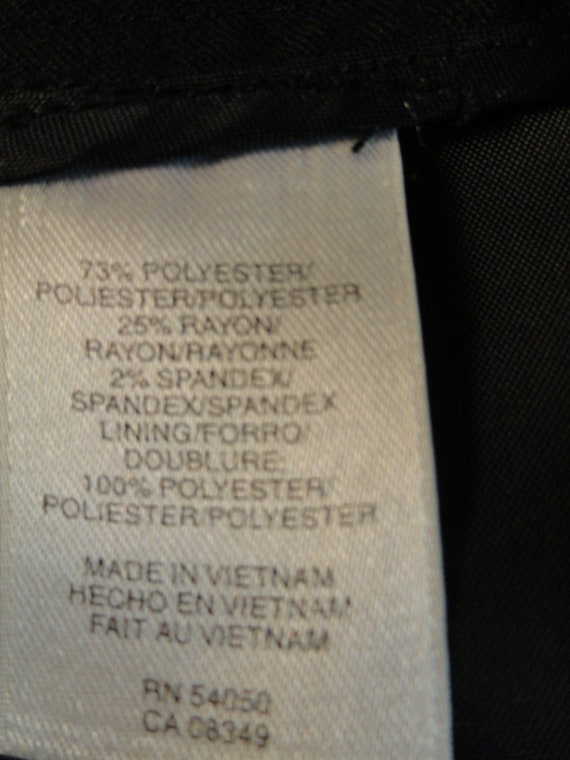 73% POLYESTER/
POLIESTER/POLYESTER
25% RAYON/
RAYON/RAYONNE
2% SPANDEX/
SPANDEX/SPANDEX
LINING/FORRO/
DOUBLURE:
100% POLYESTER/
POLIESTER/POLYESTER
MADE IN VIETNAM
HECHO EN VIETNAM
FAIT AU VIETNAM
RN 54050
CA 08349